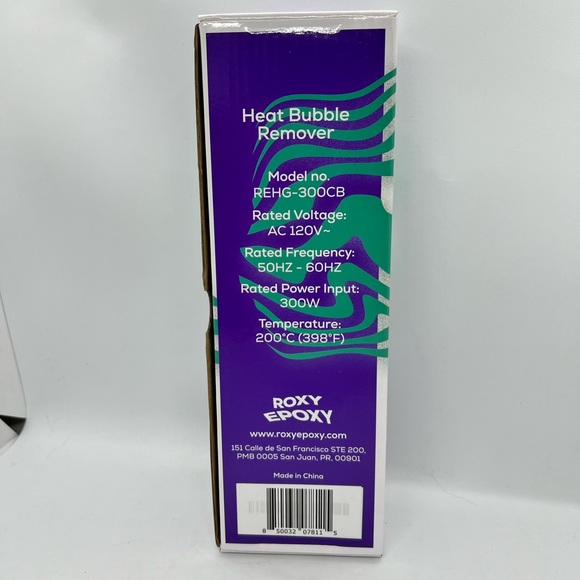 Heat Bubble
Remover
Model no.
REHG-300CB
Rated Voltage:
AC 120V~
Rated Frequency:
50HZ - 60HZ
Rated Power Input:
300W
Temperature:
200°C (398°F)
ROXY
EPOXY
www.roxyepoxy.com
151 Calle de San Francisco STE 200,
PMB 0005 San Juan, PR, 00901
Made in China
8 50032 07811 5